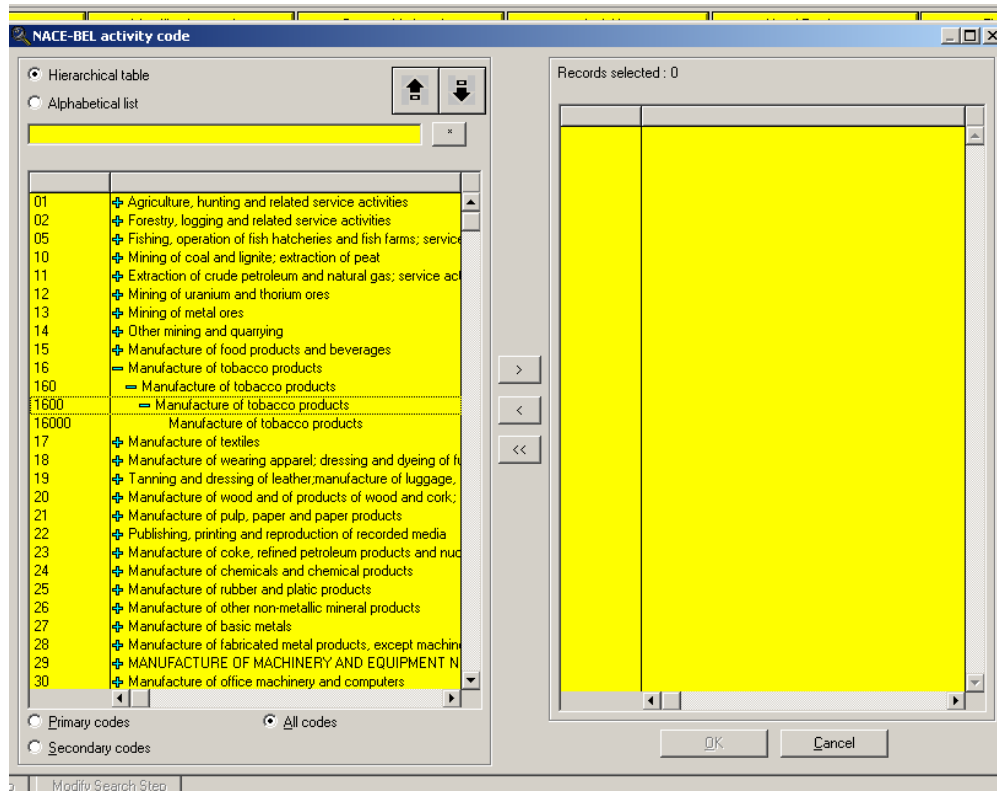 NACE-BEL activity code
Hierarchical table
Alphabetical list
*
Records selected : 0
01 Agriculture, hunting and related service activities
02 Forestry, logging and related service activities
05 Fishing, operation of fish hatcheries and fish farms; service
10 Mining of coal and lignite; extraction of peat
11 Extraction of crude petroleum and natural gas; service act
12 Mining of uranium and thorium ores
13 Mining of metal ores
14 Other mining and quarrying
15 Manufacture of food products and beverages
16 Manufacture of tobacco products
160 Manufacture of tobacco products
1600 Manufacture of tobacco products
16000 Manufacture of tobacco products
17 Manufacture of textiles
18 Manufacture of wearing apparel; dressing and dyeing of fu
19 Tanning and dressing of leather;manufacture of luggage,
20 Manufacture of wood and of products of wood and cork;
21 Manufacture of pulp, paper and paper products
22 Publishing, printing and reproduction of recorded media
23 Manufacture of coke, refined petroleum products and nuc
24 Manufacture of chemicals and chemical products
25 Manufacture of rubber and platic products
26 Manufacture of other non-metallic mineral products
27 Manufacture of basic metals
28 Manufacture of fabricated metal products, except machin
29 MANUFACTURE OF MACHINERY AND EQUIPMENT N
30 Manufacture of office machinery and computers
>
<
<<
Primary codes
All codes
Secondary codes
OK
Cancel
Modify Search Step